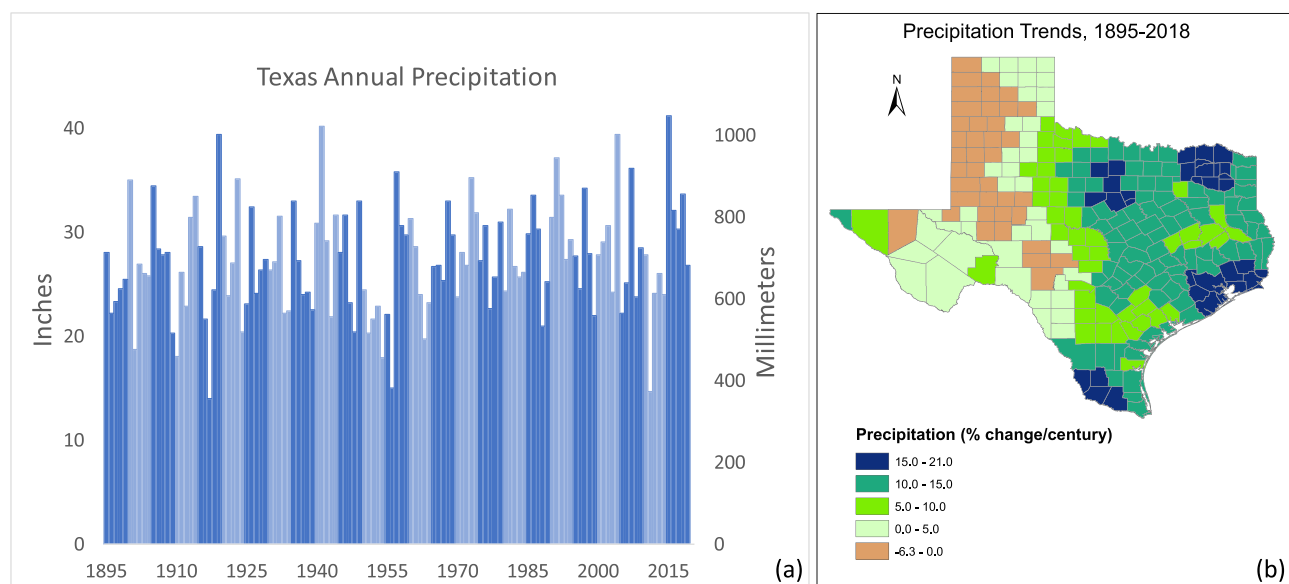 Texas Annual Precipitation
Inches
40
30
20
10
0
Millimeters
1000
800
600
400
200
0
1895 1910 1925 1940 1955 1970 1985 2000 2015
(a)
Precipitation Trends, 1895-2018
N
Precipitation (% change/century)
15.0 - 21.0
10.0 - 15.0
5.0 - 10.0
0.0 - 5.0
-6.3 - 0.0
(b)